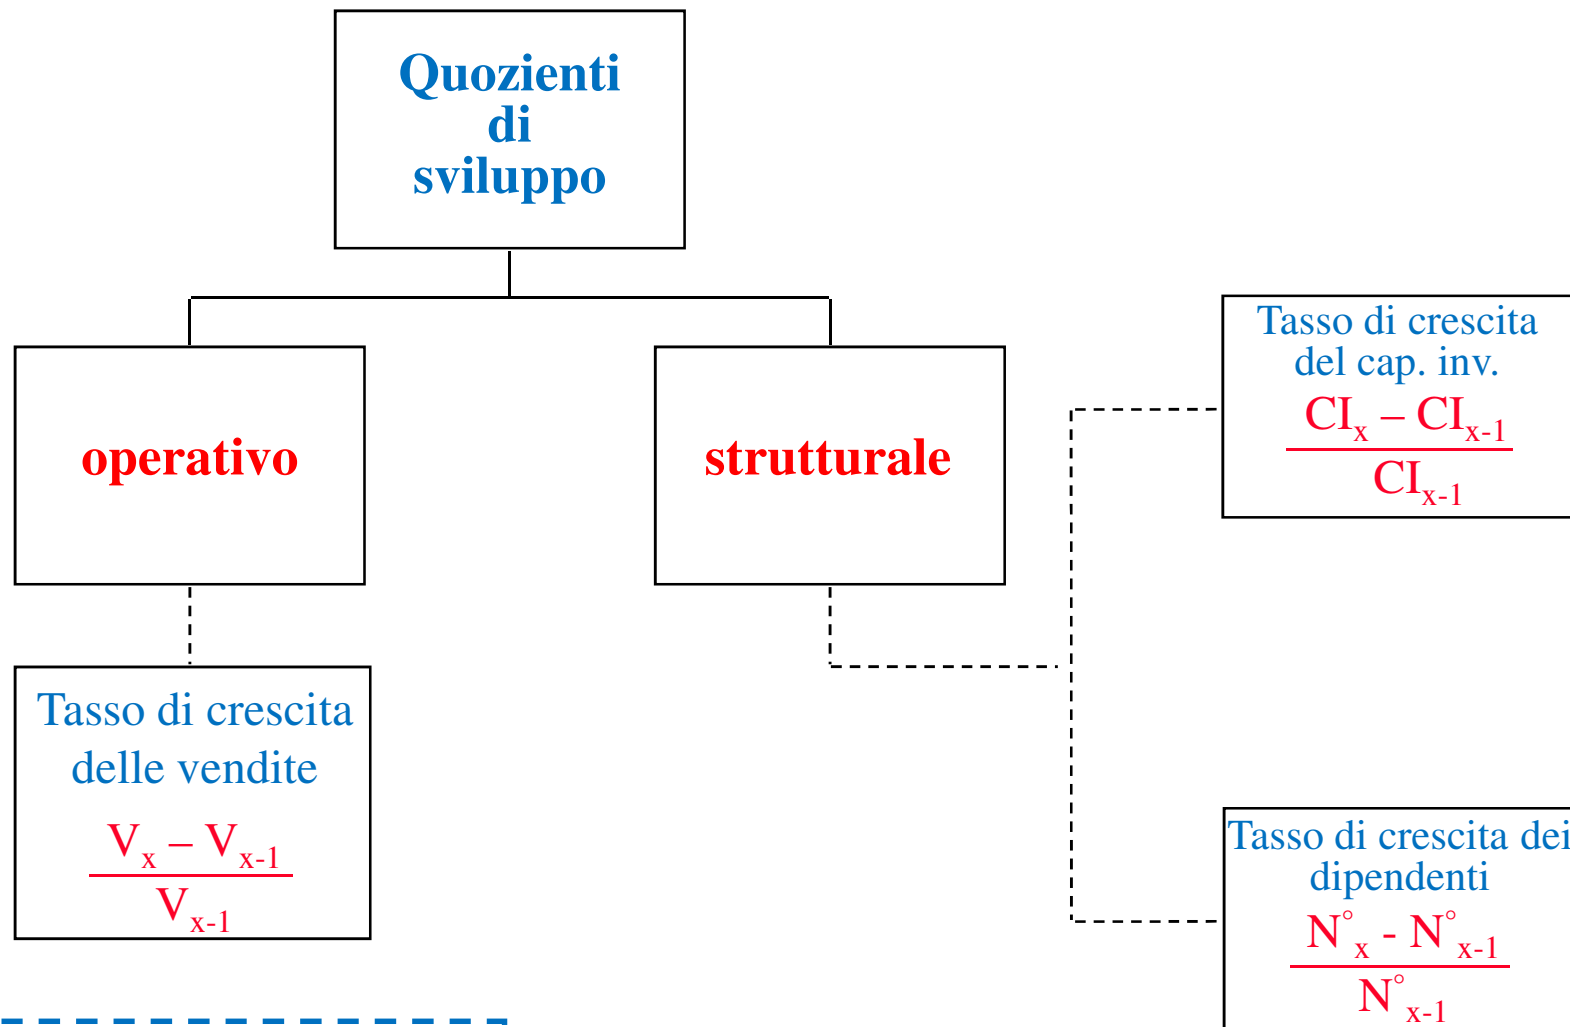 Quozienti
di
sviluppo
operativo
strutturale
Tasso di crescita
del cap. inv.
CIₓ – CIₓ₋₁
CIₓ₋₁
Tasso di crescita
delle vendite
Vₓ – Vₓ₋₁
Vₓ₋₁
Tasso di crescita dei
dipendenti
N°ₓ - N°ₓ₋₁
N°ₓ₋₁